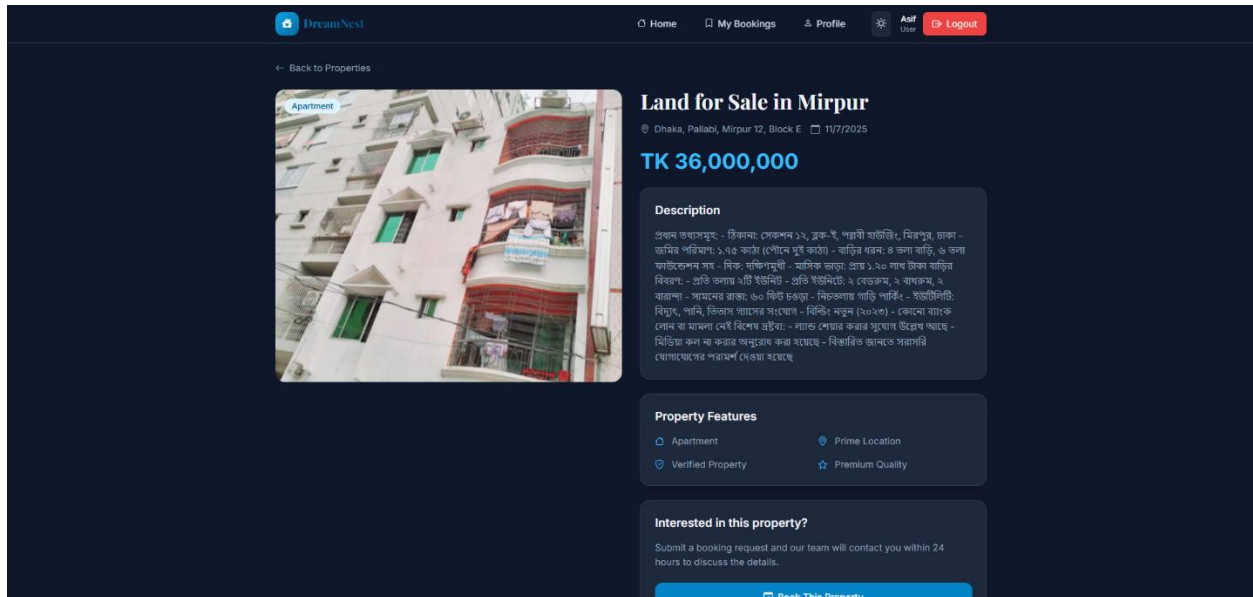 DreamNest
Home
My Bookings
Profile
Asif
User
Logout
← Back to Properties
Apartment
Land for Sale in Mirpur
Dhaka, Pallabi, Mirpur 12, Block E 11/7/2025
TK 36,000,000
Description
প্রধান তথ্যসমূহ: - ঠিকানা: সেকশন ১২, ব্লক-ই, পল্লবী হাউজিং, মিরপুর, ঢাকা -
জমির পরিমাণ: ১.৭৫ কাঠা (পৌনে দুই কাঠা) - বাড়ির ধরন: ৪ তলা বাড়ি, ৬ তলা
ফাউন্ডেশন সহ - দিক: দক্ষিণমুখী - মাসিক ভাড়া: প্রায় ১.২০ লাখ টাকা বাড়ির
বিবরণ: - প্রতি তলায় ২টি ইউনিট - প্রতি ইউনিটে: ২ বেডরুম, ২ বাথরুম, ২
বারান্দা - সামনের রাস্তা: ৬০ ফিট চওড়া - নিচতলায় গাড়ি পার্কিং - ইউটিলিটি:
বিদ্যুৎ, পানি, তিতাস গ্যাসের সংযোগ - বিল্ডিং নতুন (২০২৩) - কোনো ব্যাংক
লোন বা মামলা নেই বিশেষ দ্রষ্টব্য: - ল্যান্ড শেয়ার করার সুযোগ উল্লেখ আছে -
মিডিয়া কল না করার অনুরোধ করা হয়েছে - বিস্তারিত জানতে সরাসরি
যোগাযোগের পরামর্শ দেওয়া হয়েছে
Property Features
Apartment
Prime Location
Verified Property
Premium Quality
Interested in this property?
Submit a booking request and our team will contact you within 24
hours to discuss the details.
Book This Property